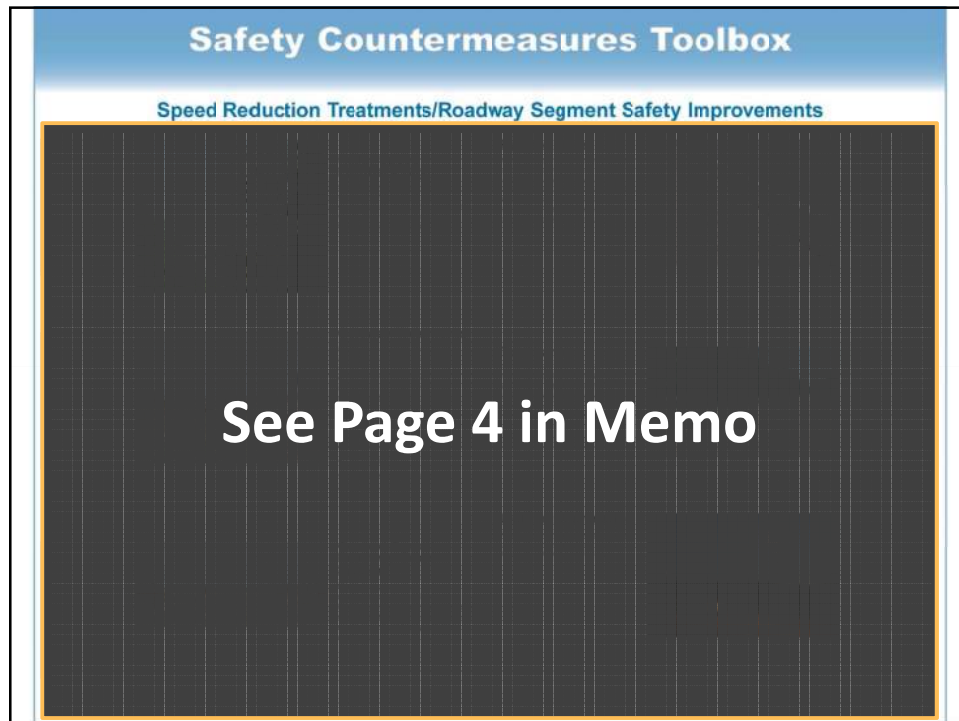 Safety Countermeasures Toolbox
Speed Reduction Treatments/Roadway Segment Safety Improvements
See Page 4 in Memo